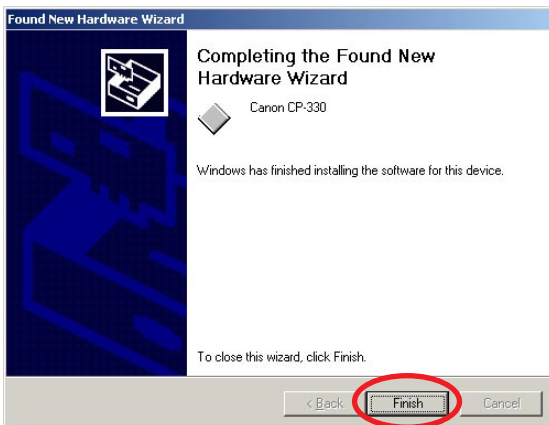 Found New Hardware Wizard
Completing the Found New
Hardware Wizard
Canon CP-330
Windows has finished installing the software for this device.
To close this wizard, click Finish.
< Back
Finish
Cancel